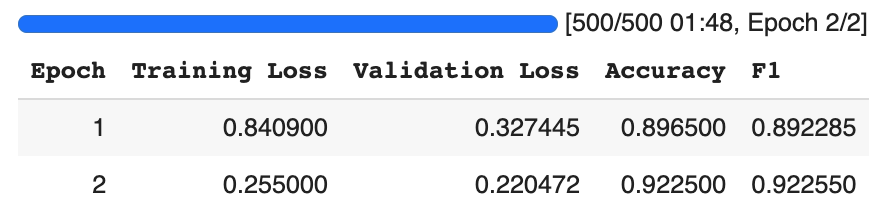 [500/500 01:48, Epoch 2/2]
Epoch Training Loss Validation Loss Accuracy F1
1 0.840900 0.327445 0.896500 0.892285
2 0.255000 0.220472 0.922500 0.922550